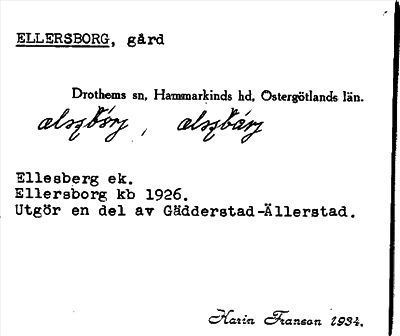 ELLERSBORG, gård
Drothems sn, Hammarkinds hd, Östergötlands län.
Ellesberg ek.
Ellersborg kb 1926.
Utgör en del av Gädderstad-Ällerstad.
Karin Franson 1934.